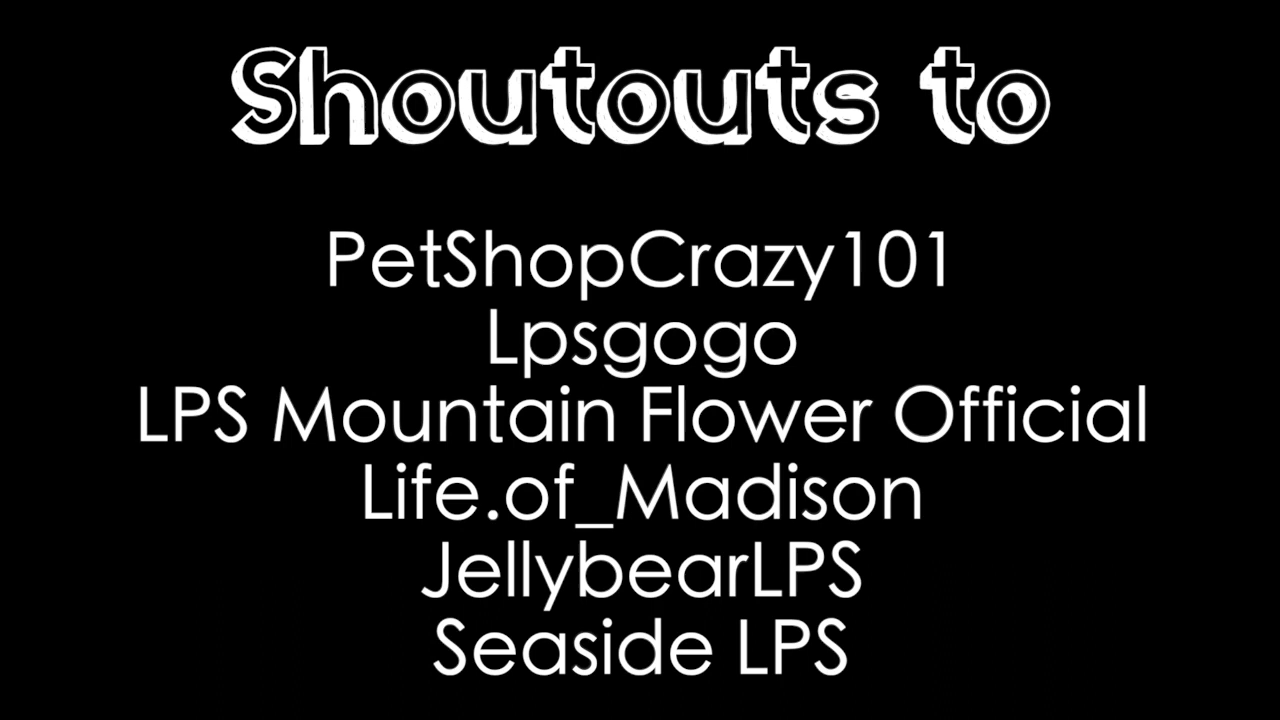 Shoutouts to
PetShopCrazy101
Lpsgogo
LPS Mountain Flower Official
Life.of_Madison
JellybearLPS
Seaside LPS